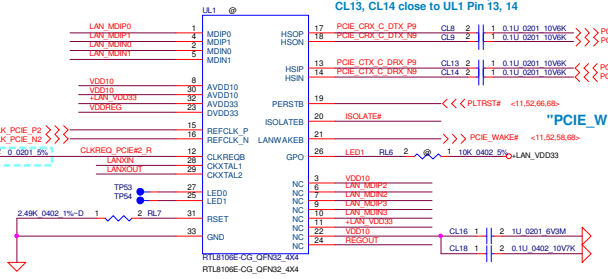 CL13, CL14 close to UL1 Pin 13, 14
UL1 @
LAN_MDIP0 1 MDIP0 HSOP 17 PCIE_CRX_C_DTX_P9 CL8 2 1 0.1U_0201_10V6K
LAN_MDIP1 4 MDIP1 HSON 18 PCIE_CRX_C_DTX_N9 CL9 2 1 0.1U_0201_10V6K
LAN_MDIN0 2 MDIN0
LAN_MDIN1 5 MDIN1 HSIP 13 PCIE_CTX_C_DRX_P9 CL13 2 1 0.1U_0201_10V6K
HSIN 14 PCIE_CTX_C_DRX_N9 CL14 2 1 0.1U_0201_10V6K
VDD10 8 AVDD10
VDD10 30 AVDD10
+LAN_VDD33 32 AVDD33 PERSTB 19 PLTRST# <11,52,66,68>
VDDREG 23 DVDD33
ISOLATEB 20 ISOLATE# "PCIE_W
K_PCIE_P2 15 REFCLK_P
K_PCIE_N2 16 REFCLK_N LANWAKEB 21 PCIE_WAKE# <11,52,58,68>
0_0201_5% CLKREQ_PCIE#2_R 12 CLKREQB GPO 26 LED1 RL6 2 @ 1 10K_0402_5% +LAN_VDD33
LANXIN 28 CKXTAL1
LANXOUT 29 CKXTAL2
NC 3 VDD10
TP53 27 LED0 NC 6 LAN_MDIP2
TP54 25 LED1 NC 7 LAN_MDIN2
NC 9 LAN_MDIP3
NC 10 LAN_MDIN3
2.49K_0402_1%~D 1 2 RL7 31 RSET NC 11 +LAN_VDD33
NC 22 VDD10 CL16 1 2 1U_0201_6V3M
33 GND NC 24 REGOUT
CL18 1 2 0.1U_0402_10V7K
RTL8106E-CG_QFN32_4X4
RTL8106E-CG_QFN32_4X4